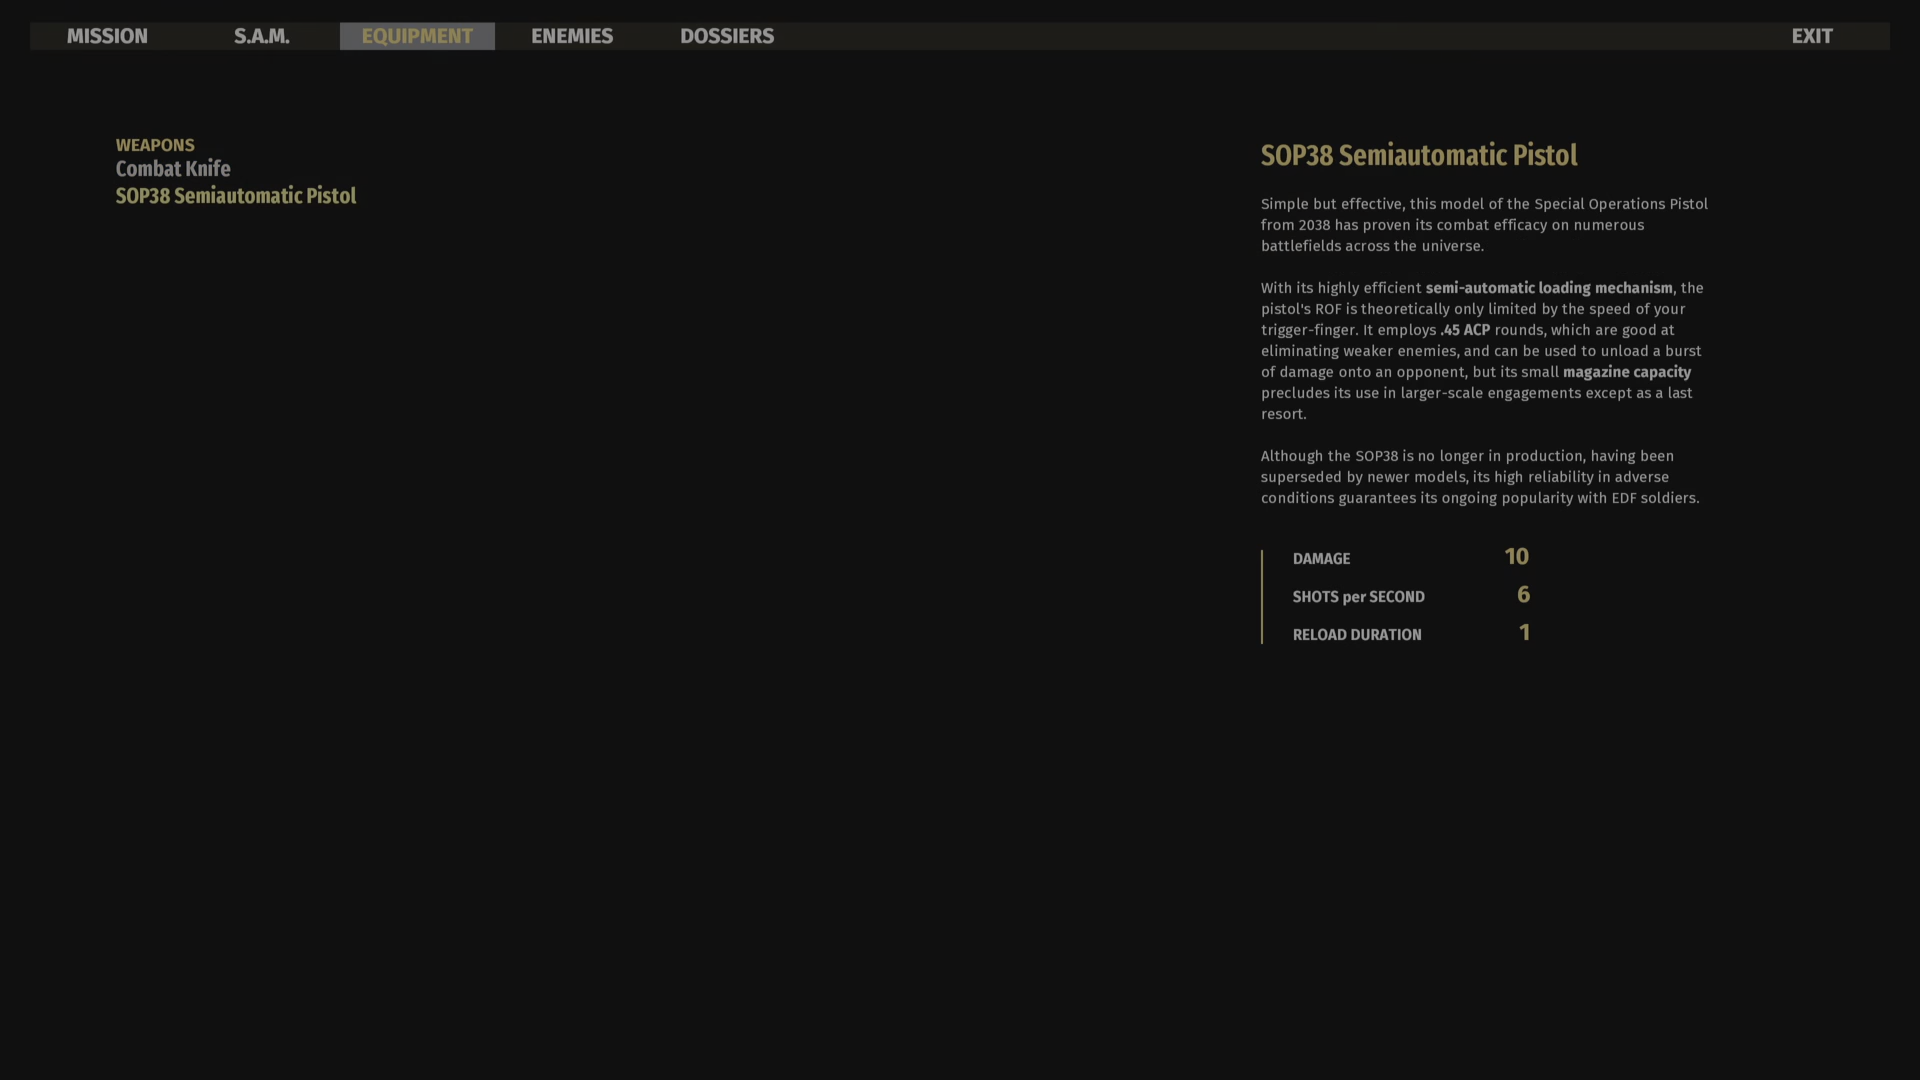 MISSION
S.A.M.
EQUIPMENT
ENEMIES
DOSSIERS
EXIT
WEAPONS
Combat Knife
SOP38 Semiautomatic Pistol
SOP38 Semiautomatic Pistol
Simple but effective, this model of the Special Operations Pistol
from 2038 has proven its combat efficacy on numerous
battlefields across the universe.
With its highly efficient semi-automatic loading mechanism, the
pistol's ROF is theoretically only limited by the speed of your
trigger-finger. It employs .45 ACP rounds, which are good at
eliminating weaker enemies, and can be used to unload a burst
of damage onto an opponent, but its small magazine capacity
precludes its use in larger-scale engagements except as a last
resort.
Although the SOP38 is no longer in production, having been
superseded by newer models, its high reliability in adverse
conditions guarantees its ongoing popularity with EDF soldiers.
DAMAGE 10
SHOTS per SECOND 6
RELOAD DURATION 1